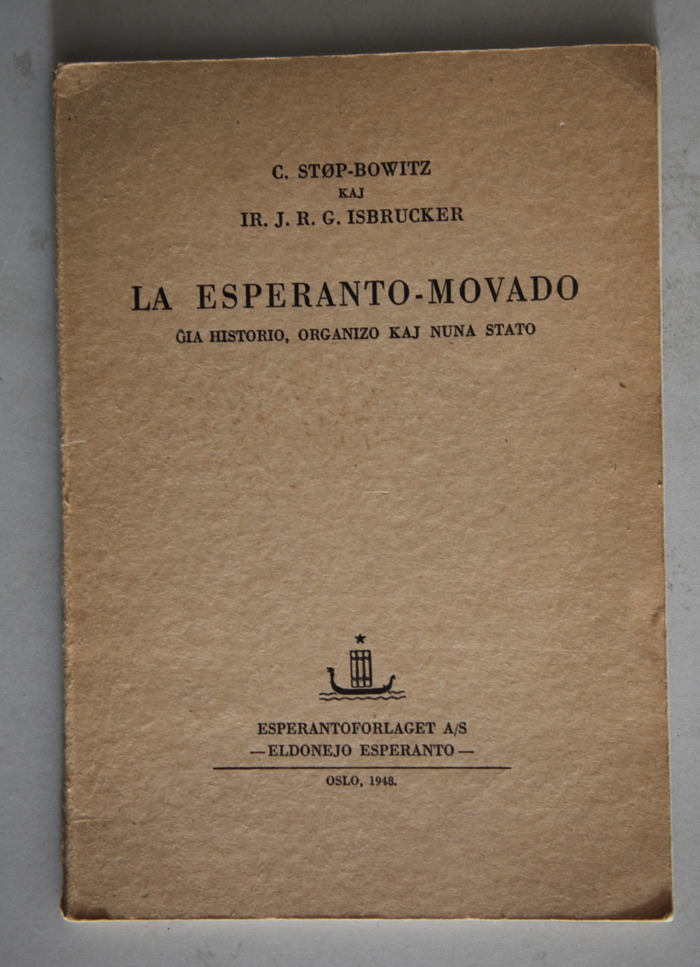 C. STØP-BOWITZ
KAJ
IR. J. R. G. ISBRUCKER
LA ESPERANTO-MOVADO
ĜIA HISTORIO, ORGANIZO KAJ NUNA STATO
ESPERANTOFORLAGET A/S
—ELDONEJO ESPERANTO—
OSLO, 1948.